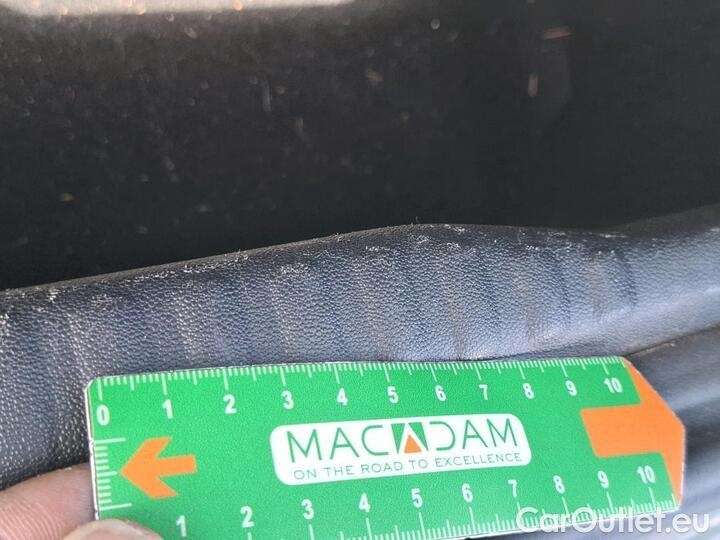 0 1 2 3 4 5 6 7 8 9 10
MACADAM
ON THE ROAD TO EXCELLENCE
1 2 3 4 5 6 7 8 9 10
CarOutlet.eu